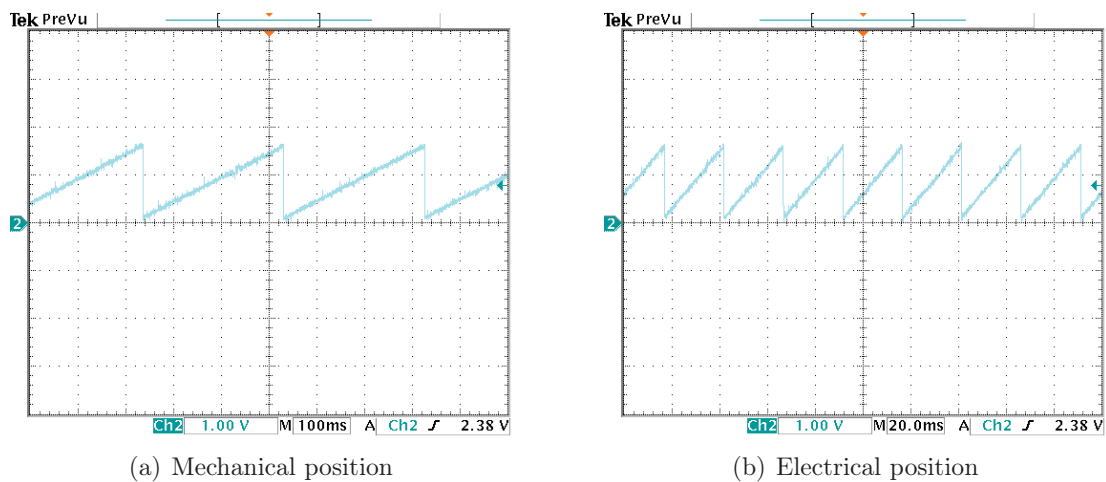 Tek PreVu
2
Ch2 1.00 V M 100ms A Ch2 2.38 V
(a) Mechanical position
Tek PreVu
2
Ch2 1.00 V M 20.0ms A Ch2 2.38 V
(b) Electrical position